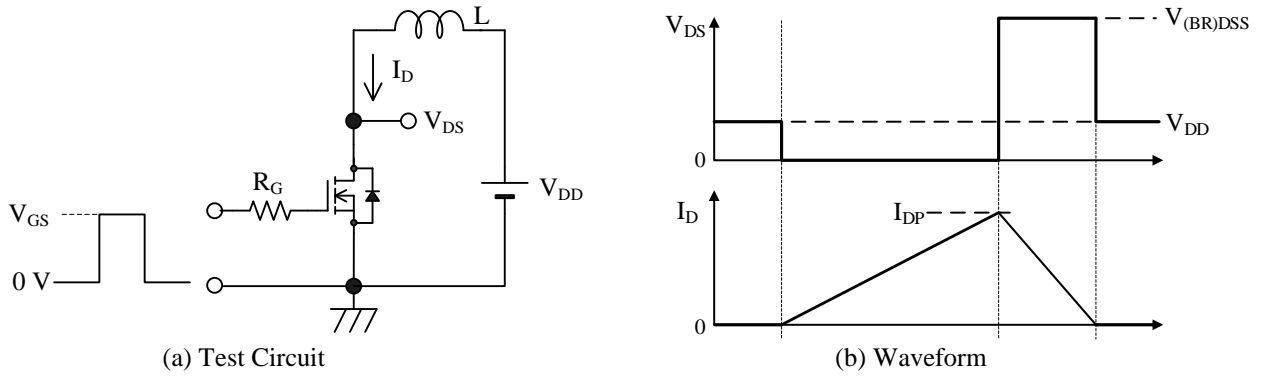 L
I_D
V_DS
R_G
V_DD
V_GS
0 V
(a) Test Circuit
V_DS
V_(BR)DSS
V_DD
0
I_D
I_DP
0
(b) Waveform